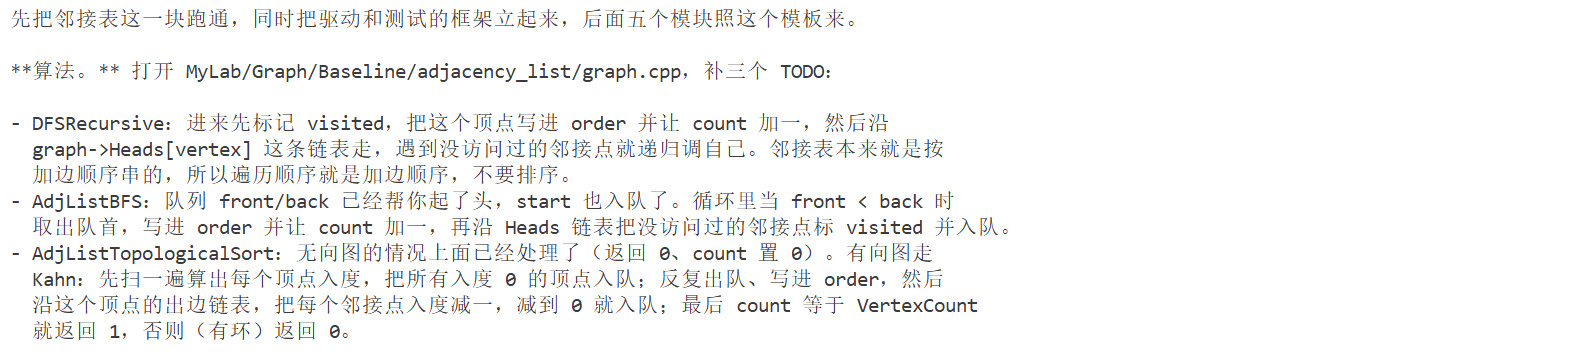 先把邻接表这一块跑通，同时把驱动和测试的框架立起来，后面五个模块照这个模板来。
**算法。** 打开 MyLab/Graph/Baseline/adjacency_list/graph.cpp，补三个 TODO：
- DFSRecursive：进来先标记 visited，把这个顶点写进 order 并让 count 加一，然后沿
graph->Heads[vertex] 这条链表走，遇到没访问过的邻接点就递归调自己。邻接表本来就是按
加边顺序串的，所以遍历顺序就是加边顺序，不要排序。
- AdjListBFS：队列 front/back 已经帮你起了头，start 也入队了。循环里当 front < back 时
取出队首，写进 order 并让 count 加一，再沿 Heads 链表把没访问过的邻接点标 visited 并入队。
- AdjListTopologicalSort：无向图的情况上面已经处理了（返回 0、count 置 0）。有向图走
Kahn：先扫一遍算出每个顶点入度，把所有入度 0 的顶点入队；反复出队、写进 order，然后
沿这个顶点的出边链表，把每个邻接点入度减一，减到 0 就入队；最后 count 等于 VertexCount
就返回 1，否则（有环）返回 0。